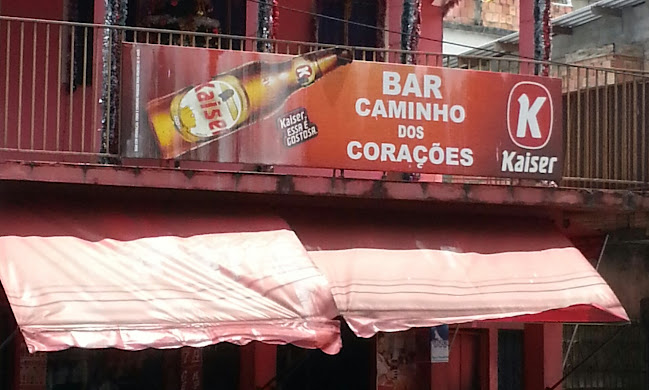 Kaiser
K
Kaiser,
ESSA É
GOSTOSA.
BAR
CAMINHO
DOS
CORAÇÕES
K
Kaiser